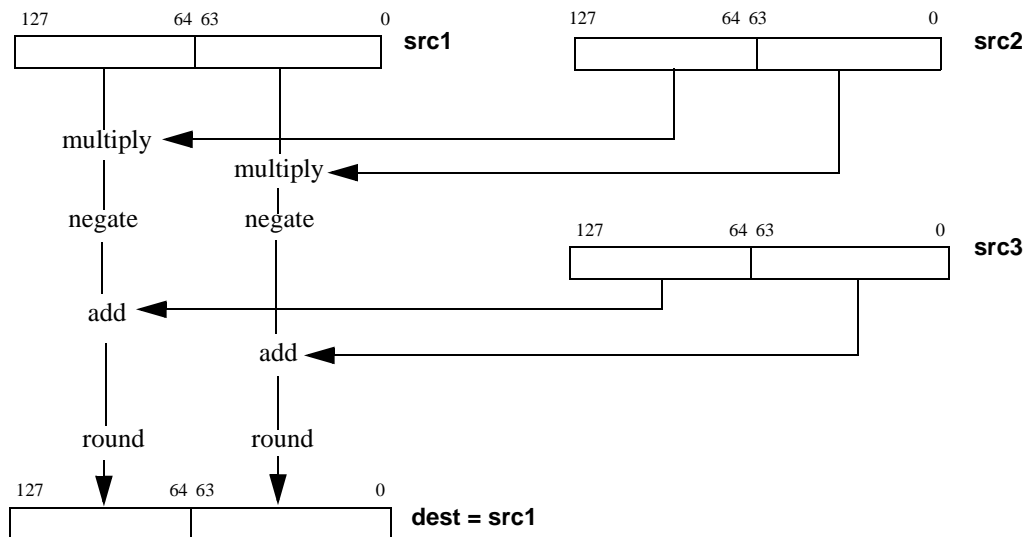 127 64 63 0 src1
127 64 63 0 src2
multiply
multiply
negate negate
127 64 63 0 src3
add
add
round round
127 64 63 0
dest = src1